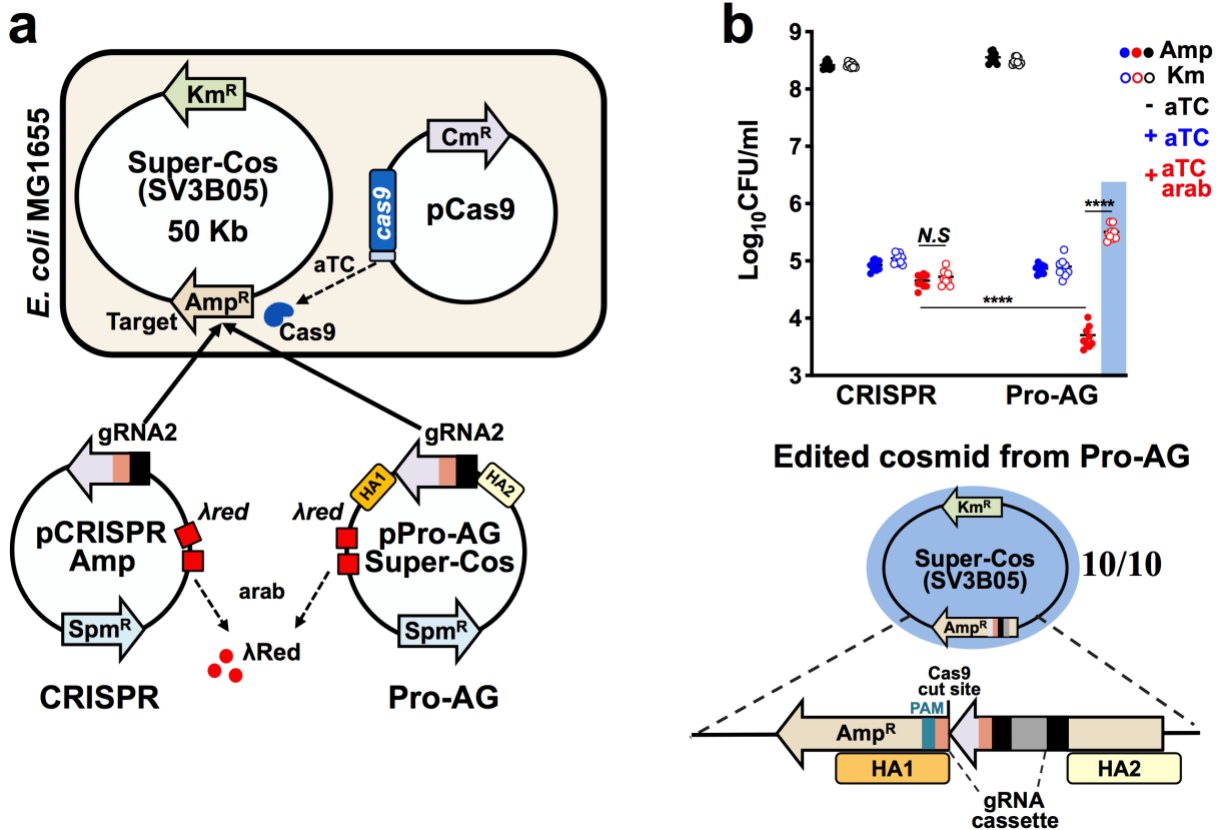 a
E. coli MG1655
Kmᴿ
Super-Cos
(SV3B05)
50 Kb
Ampᴿ
Target
Cmᴿ
cas9
pCas9
aTC
Cas9
gRNA2
λred
pCRISPR
Amp
Spmᴿ
CRISPR
arab
λRed
gRNA2
HA1
HA2
λred
pPro-AG
Super-Cos
Spmᴿ
Pro-AG
b
Log₁₀CFU/ml
9
8
7
6
5
4
3
N.S
****
****
CRISPR
Pro-AG
Amp
Km
- aTC
+ aTC
+ aTC
arab
Edited cosmid from Pro-AG
Kmᴿ
Super-Cos
(SV3B05)
10/10
Ampᴿ
Cas9
cut site
PAM
Ampᴿ
HA1
HA2
gRNA
cassette